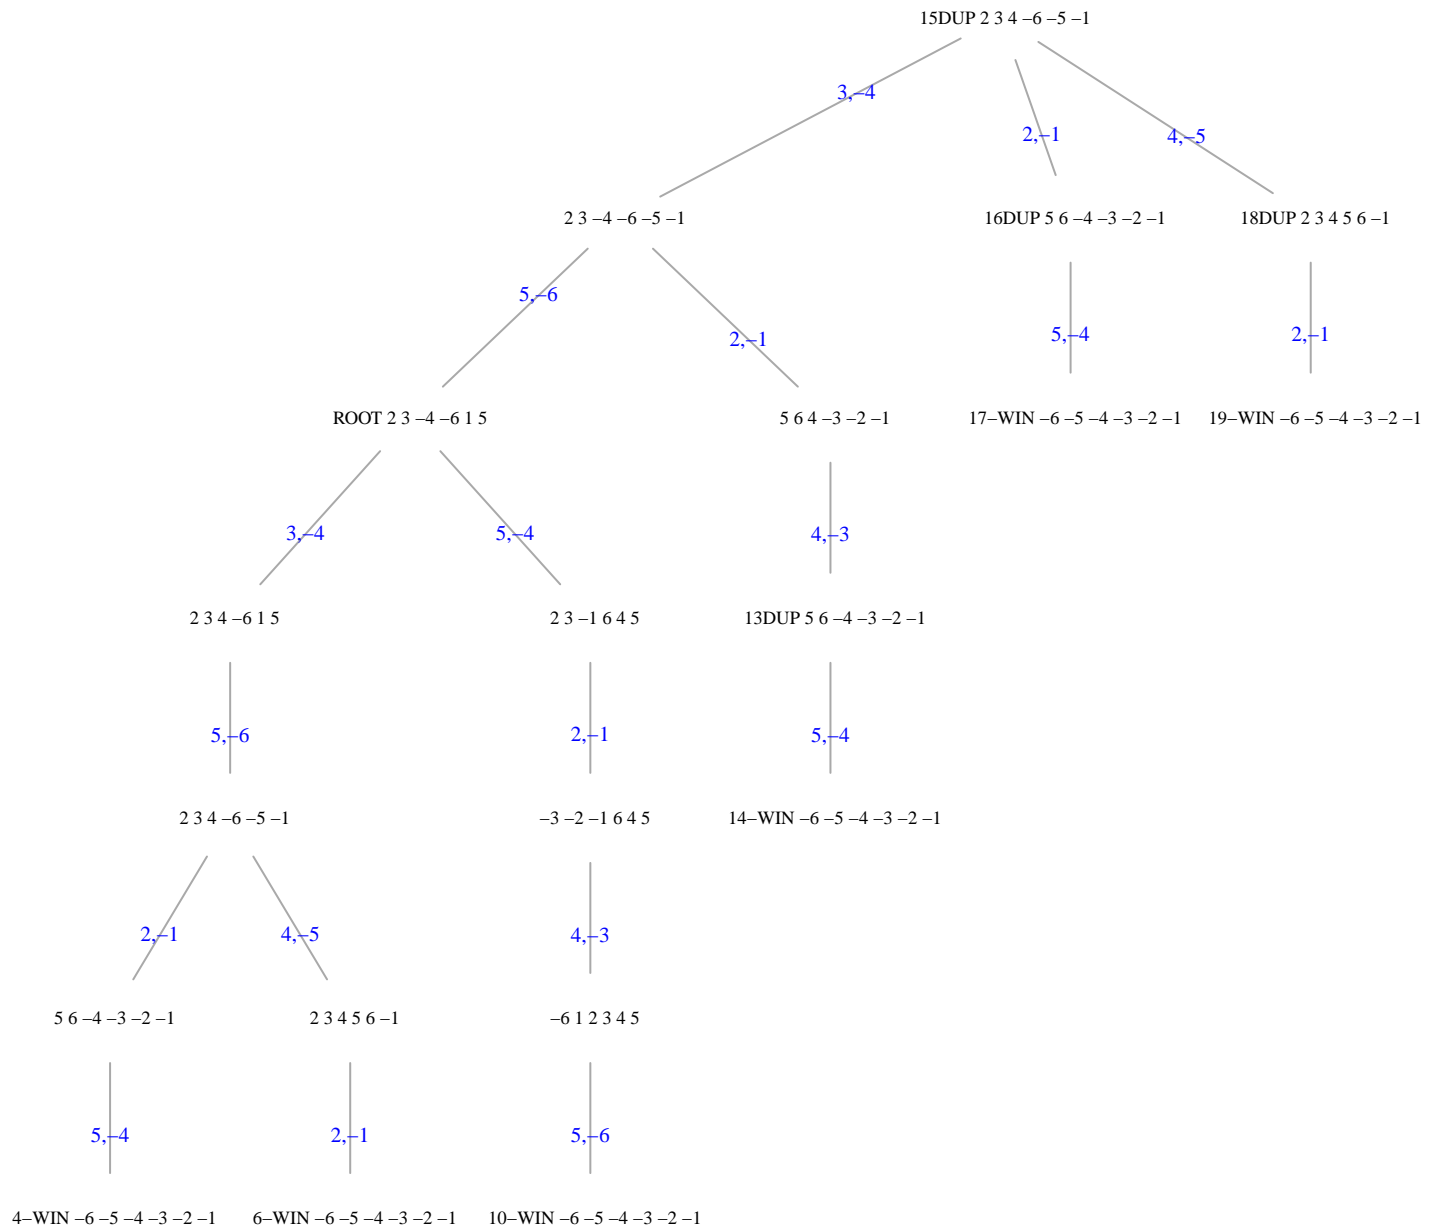 15DUP 2 3 4 –6 –5 –1
3,–4
2,–1
4,–5
2 3 –4 –6 –5 –1
16DUP 5 6 –4 –3 –2 –1
18DUP 2 3 4 5 6 –1
5,–6
2,–1
5,–4
2,–1
ROOT 2 3 –4 –6 1 5
5 6 4 –3 –2 –1
17–WIN –6 –5 –4 –3 –2 –1
19–WIN –6 –5 –4 –3 –2 –1
3,–4
5,–4
4,–3
2 3 4 –6 1 5
2 3 –1 6 4 5
13DUP 5 6 –4 –3 –2 –1
5,–6
2,–1
5,–4
2 3 4 –6 –5 –1
–3 –2 –1 6 4 5
14–WIN –6 –5 –4 –3 –2 –1
2,–1
4,–5
4,–3
5 6 –4 –3 –2 –1
2 3 4 5 6 –1
–6 1 2 3 4 5
5,–4
2,–1
5,–6
4–WIN –6 –5 –4 –3 –2 –1
6–WIN –6 –5 –4 –3 –2 –1
10–WIN –6 –5 –4 –3 –2 –1